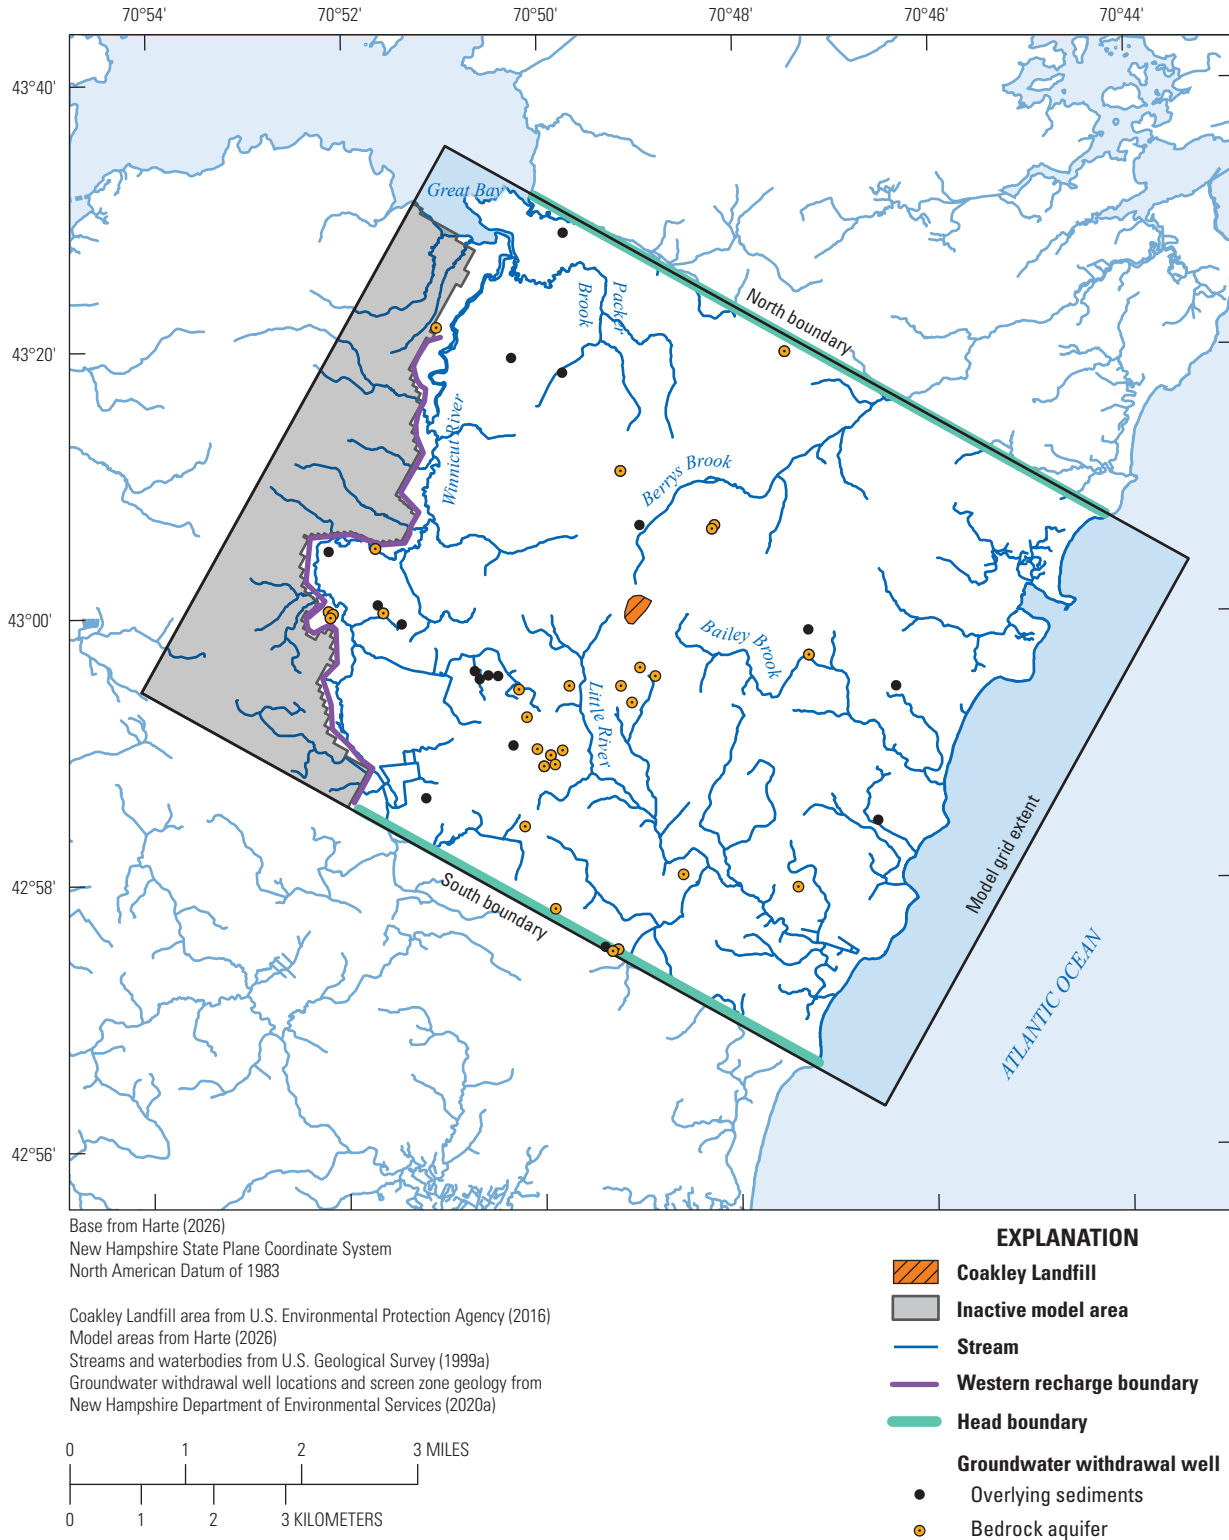 70°54'
70°52'
70°50'
70°48'
70°46'
70°44'
43°40'
43°20'
43°00'
42°58'
42°56'
Great Bay
Packer
Brook
North boundary
Winnicut River
Berrys Brook
Bailey Brook
Little River
South boundary
Model grid extent
ATLANTIC OCEAN
Base from Harte (2026)
New Hampshire State Plane Coordinate System
North American Datum of 1983
Coakley Landfill area from U.S. Environmental Protection Agency (2016)
Model areas from Harte (2026)
Streams and waterbodies from U.S. Geological Survey (1999a)
Groundwater withdrawal well locations and screen zone geology from
New Hampshire Department of Environmental Services (2020a)
0 1 2 3 MILES
0 1 2 3 KILOMETERS
EXPLANATION
Coakley Landfill
Inactive model area
Stream
Western recharge boundary
Head boundary
Groundwater withdrawal well
Overlying sediments
Bedrock aquifer